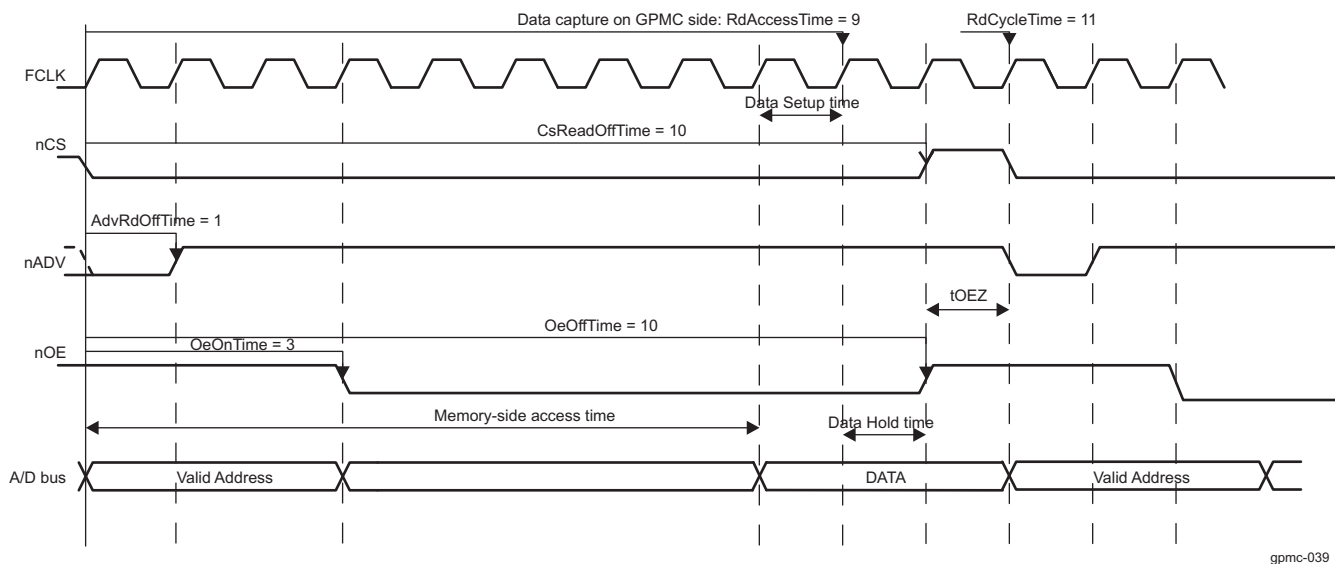 Data capture on GPMC side: RdAccessTime = 9
RdCycleTime = 11
FCLK
Data Setup time
CsReadOffTime = 10
nCS
AdvRdOffTime = 1
nADV
tOEZ
OeOffTime = 10
OeOnTime = 3
nOE
Memory-side access time
Data Hold time
A/D bus
Valid Address
DATA
Valid Address
gpmc-039